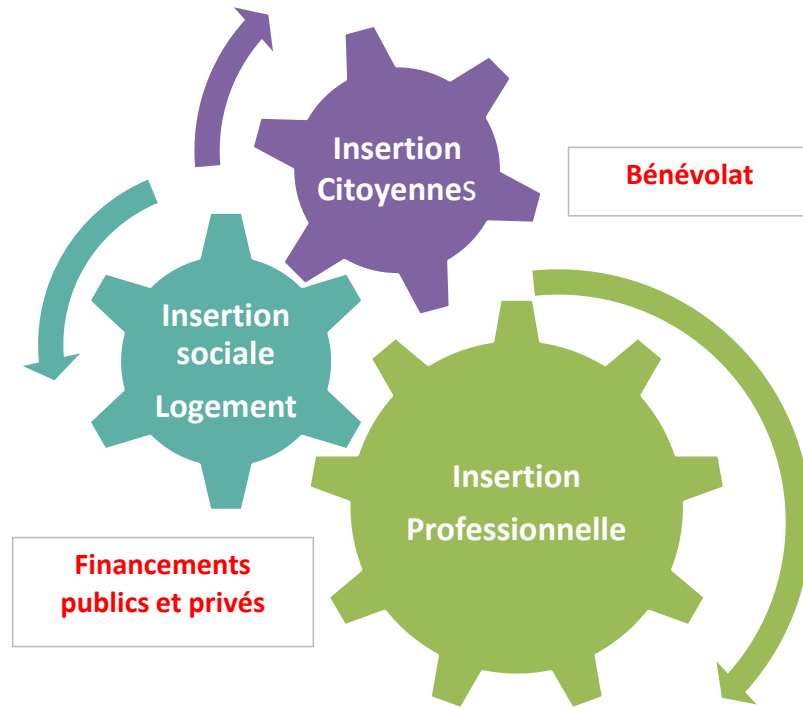 Insertion
Citoyennes
Bénévolat
Insertion
sociale
Logement
Insertion
Professionnelle
Financements
publics et privés